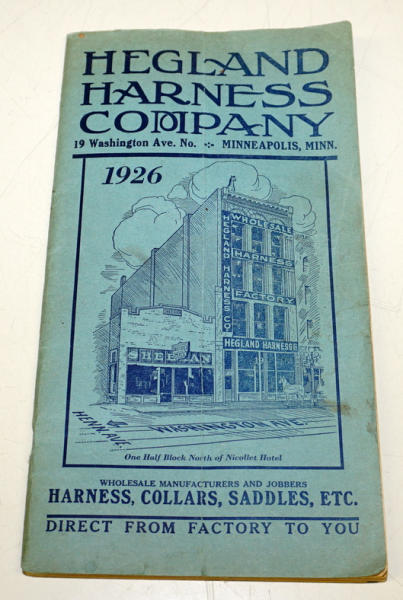 HEGLAND
HARNESS
COMPANY
19 Washington Ave. No. MINNEAPOLIS, MINN.
1926
WHOLESALE
HARNESS
FACTORY
HEGLAND HARNESS CO.
HEGLAND HARNESS
SHEEHAN
HENN. AVE.
WASHINGTON AVE.
One Half Block North of Nicollet Hotel
WHOLESALE MANUFACTURERS AND JOBBERS
HARNESS, COLLARS, SADDLES, ETC.
DIRECT FROM FACTORY TO YOU